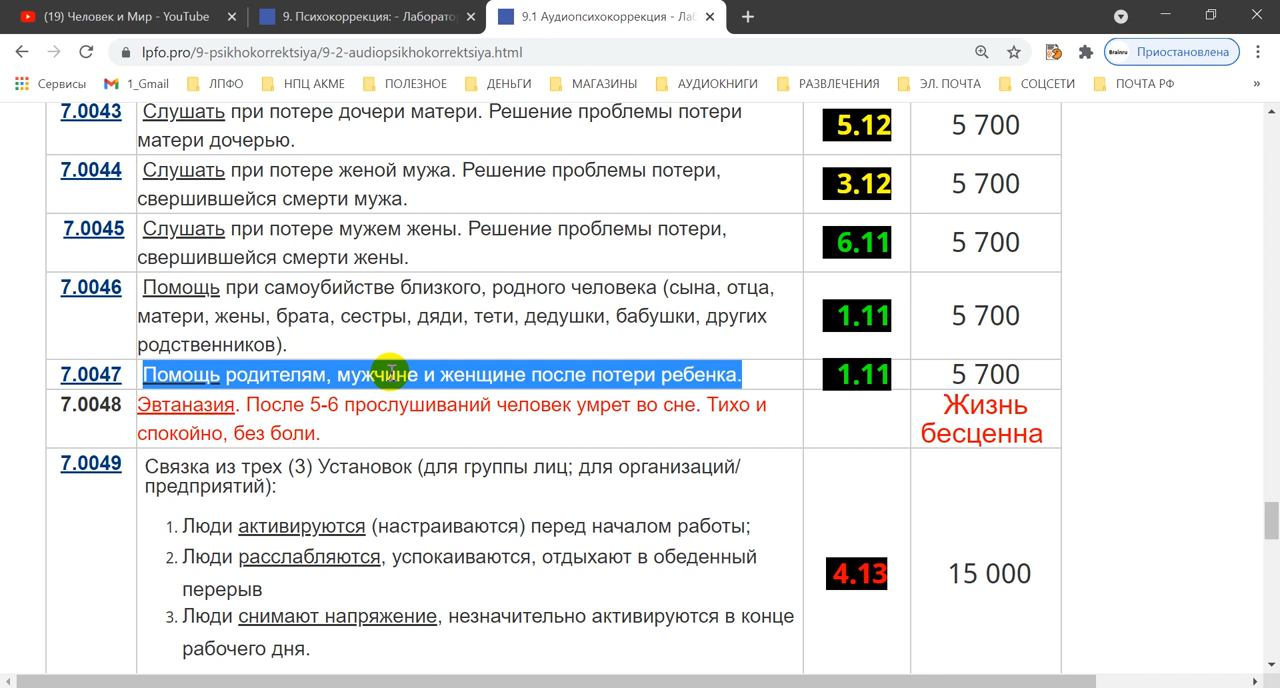 (19) Человек и Мир - YouTube
9. Психокоррекция: - Лаборато
9.1 Аудиопсихокоррекция - Ла
lpfo.pro/9-psikhokorrektsiya/9-2-audiopsikhokorrektsiya.html
Brainru Приостановлена
Сервисы 1_Gmail ЛПФО НПЦ АКМЕ ПОЛЕЗНОЕ ДЕНЬГИ МАГАЗИНЫ АУДИОКНИГИ РАЗВЛЕЧЕНИЯ ЭЛ. ПОЧТА СОЦСЕТИ ПОЧТА РФ »
7.0043 Слушать при потере дочери матери. Решение проблемы потери
матери дочерью.
5.12 5 700
7.0044 Слушать при потере женой мужа. Решение проблемы потери,
свершившейся смерти мужа.
3.12 5 700
7.0045 Слушать при потере мужем жены. Решение проблемы потери,
свершившейся смерти жены.
6.11 5 700
7.0046 Помощь при самоубийстве близкого, родного человека (сына, отца,
матери, жены, брата, сестры, дяди, тети, дедушки, бабушки, других
родственников).
1.11 5 700
7.0047 Помощь родителям, мужчине и женщине после потери ребенка. 1.11 5 700
7.0048 Эвтаназия. После 5-6 прослушиваний человек умрет во сне. Тихо и
спокойно, без боли.
Жизнь
бесценна
7.0049 Связка из трех (3) Установок (для группы лиц; для организаций/
предприятий):
1. Люди активируются (настраиваются) перед началом работы;
2. Люди расслабляются, успокаиваются, отдыхают в обеденный
перерыв
3. Люди снимают напряжение, незначительно активируются в конце
рабочего дня.
4.13 15 000